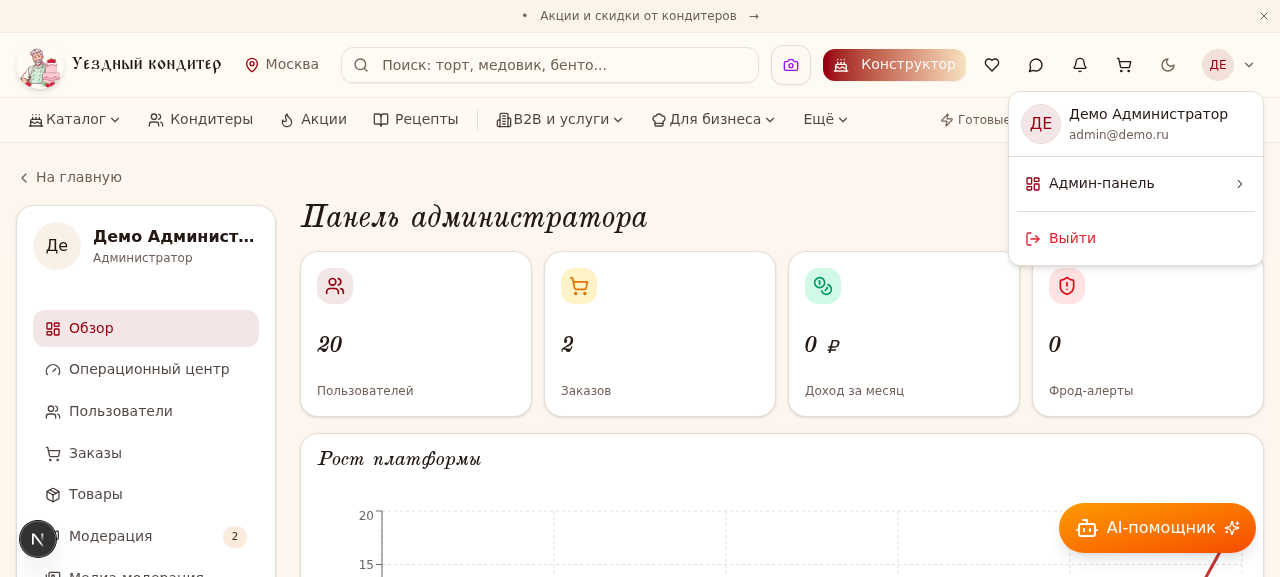 • Акции и скидки от кондитеров →
Уездный кондитер
Москва
Поиск: торт, медовик, бенто...
Конструктор
ДЕ
Каталог
Кондитеры
Акции
Рецепты
B2B и услуги
Для бизнеса
Ещё
Готовые
ДЕ
Демо Администратор
admin@demo.ru
Админ-панель
Выйти
На главную
Де
Демо Админист...
Администратор
Обзор
Операционный центр
Пользователи
Заказы
Товары
Модерация
2
Медиа модерация
Панель администратора
20
Пользователей
2
Заказов
0 ₽
Доход за месяц
0
Фрод-алерты
Рост платформы
20
15
AI-помощник
N